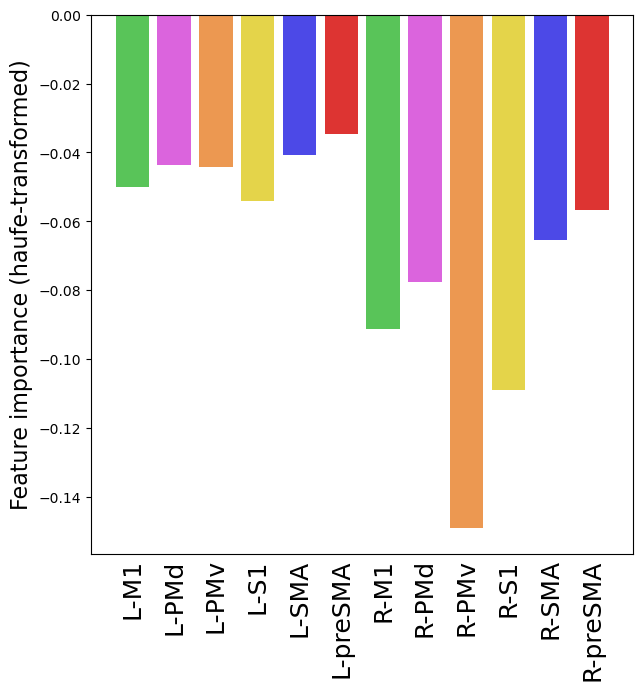 Feature importance (haufe-transformed)
0.00
−0.02
−0.04
−0.06
−0.08
−0.10
−0.12
−0.14
L-M1
L-PMd
L-PMv
L-S1
L-SMA
L-preSMA
R-M1
R-PMd
R-PMv
R-S1
R-SMA
R-preSMA